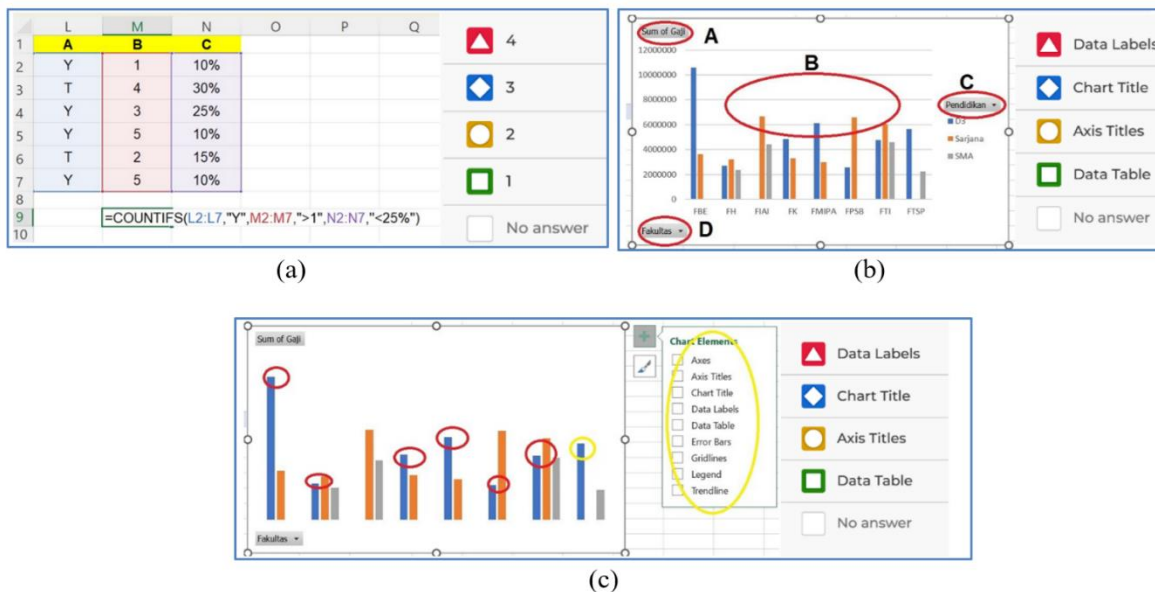 L M N O P Q
1 A B C
2 Y 1 10%
3 T 4 30%
4 Y 3 25%
5 Y 5 10%
6 T 2 15%
7 Y 5 10%
8
9 =COUNTIFS(L2:L7,"Y",M2:M7,">1",N2:N7,"<25%")
10
4
3
2
1
No answer
(a)
Sum of Gaji A
12000000
10000000
8000000
6000000
4000000
2000000
0
B
C
Pendidikan
D3
Sarjana
SMA
FBE FH FIAI FK FMIPA FPSB FTI FTSP
Fakultas D
Data Labels
Chart Title
Axis Titles
Data Table
No answer
(b)
Sum of Gaji
Fakultas
Chart Elements
Axes
Axis Titles
Chart Title
Data Labels
Data Table
Error Bars
Gridlines
Legend
Trendline
Data Labels
Chart Title
Axis Titles
Data Table
No answer
(c)